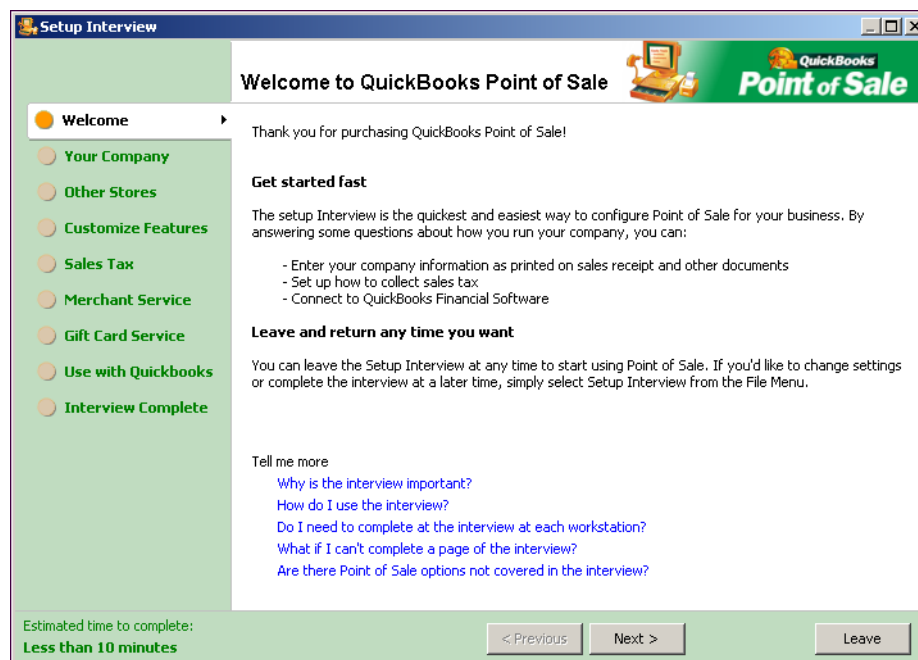 Setup Interview
Welcome to QuickBooks Point of Sale
QuickBooks
Point of Sale
Welcome
Your Company
Other Stores
Customize Features
Sales Tax
Merchant Service
Gift Card Service
Use with Quickbooks
Interview Complete
Thank you for purchasing QuickBooks Point of Sale!
Get started fast
The setup Interview is the quickest and easiest way to configure Point of Sale for your business. By
answering some questions about how you run your company, you can:
- Enter your company information as printed on sales receipt and other documents
- Set up how to collect sales tax
- Connect to QuickBooks Financial Software
Leave and return any time you want
You can leave the Setup Interview at any time to start using Point of Sale. If you'd like to change settings
or complete the interview at a later time, simply select Setup Interview from the File Menu.
Tell me more
Why is the interview important?
How do I use the interview?
Do I need to complete at the interview at each workstation?
What if I can't complete a page of the interview?
Are there Point of Sale options not covered in the interview?
Estimated time to complete:
Less than 10 minutes
< Previous
Next >
Leave